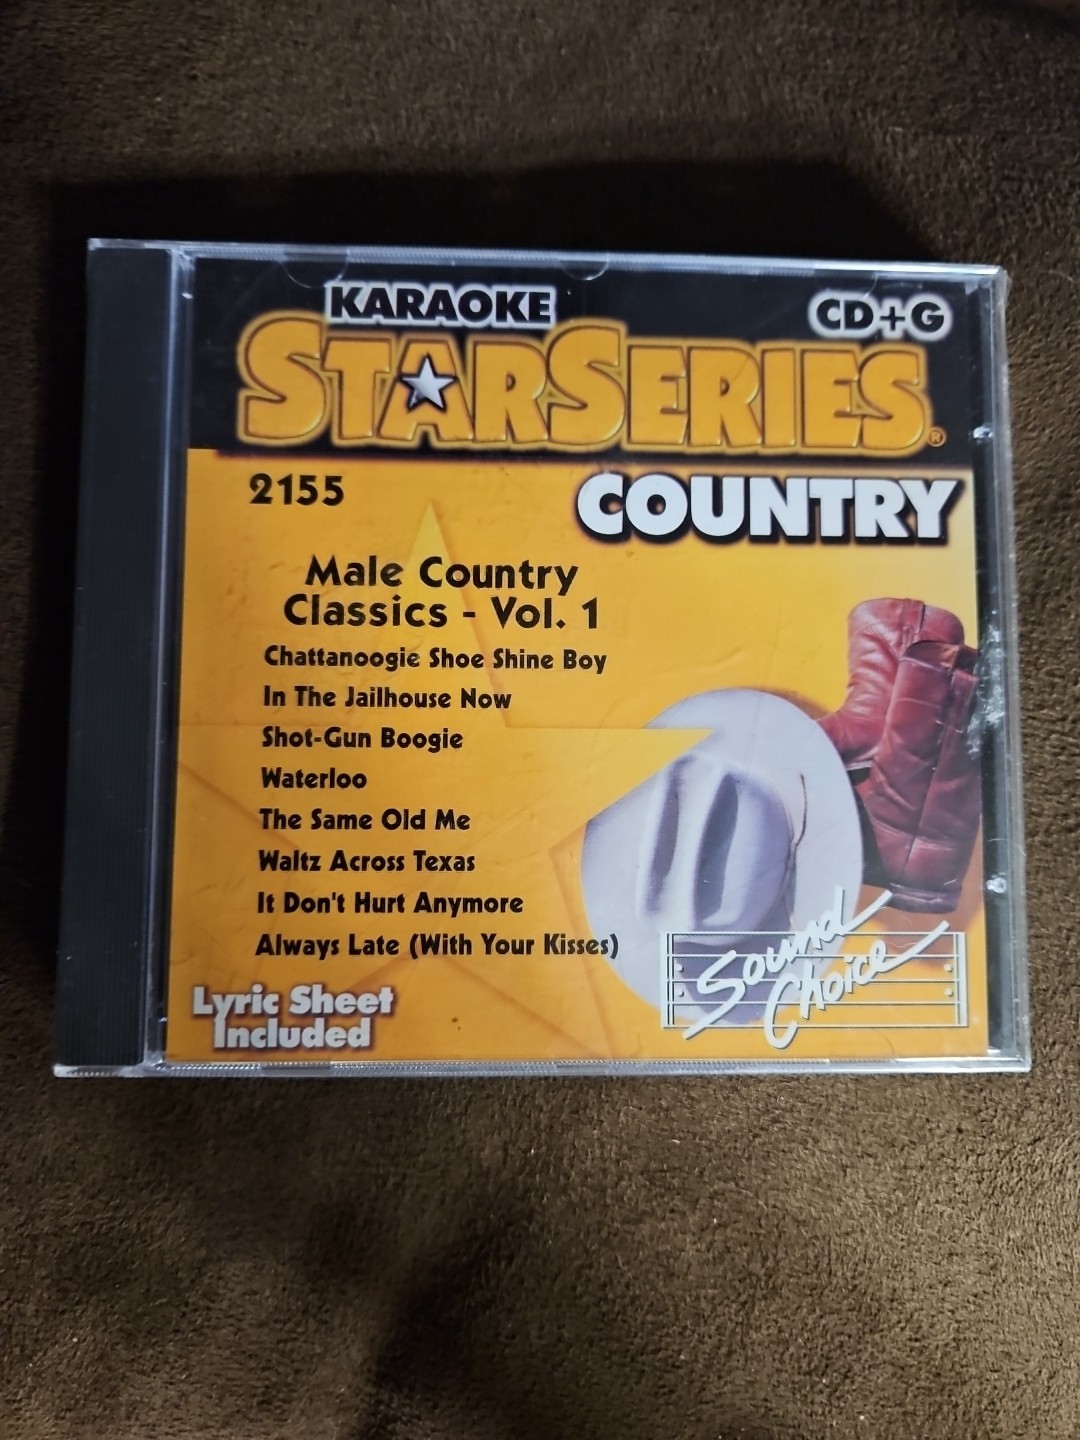 KARAOKE
CD+G
STARSERIES®
2155
COUNTRY
Male Country
Classics - Vol. 1
Chattanoogie Shoe Shine Boy
In The Jailhouse Now
Shot-Gun Boogie
Waterloo
The Same Old Me
Waltz Across Texas
It Don't Hurt Anymore
Always Late (With Your Kisses)
Lyric Sheet
Included
Sound
Choice